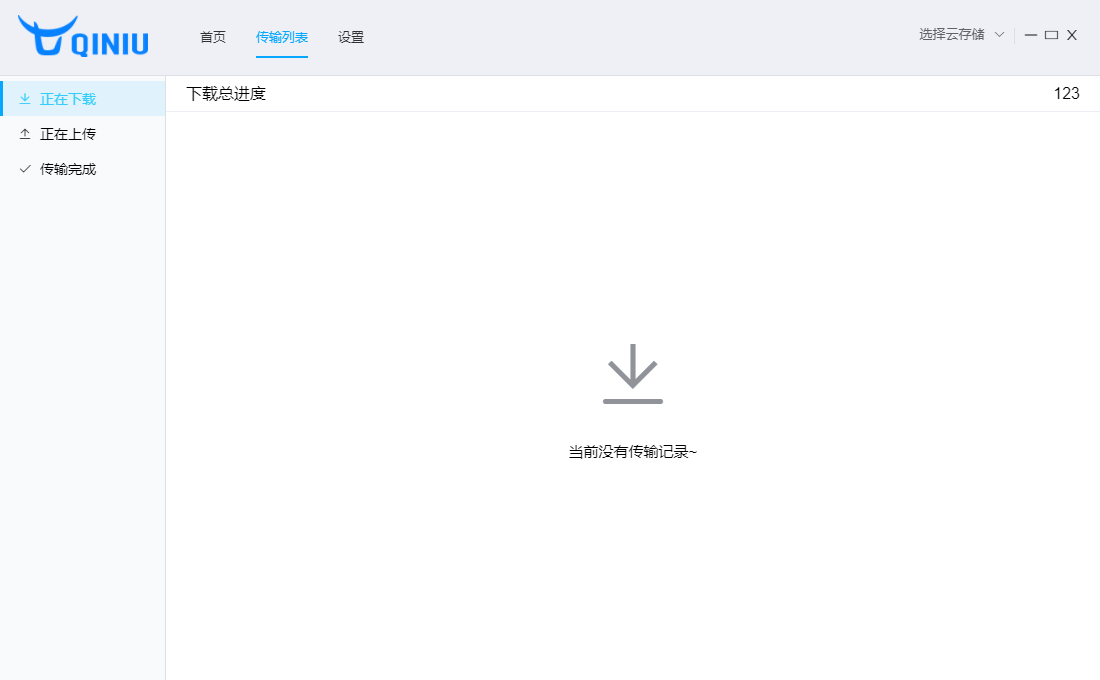 QINIU
首页 传输列表 设置 选择云存储 X
正在下载
正在上传
传输完成
下载总进度 123
当前没有传输记录~